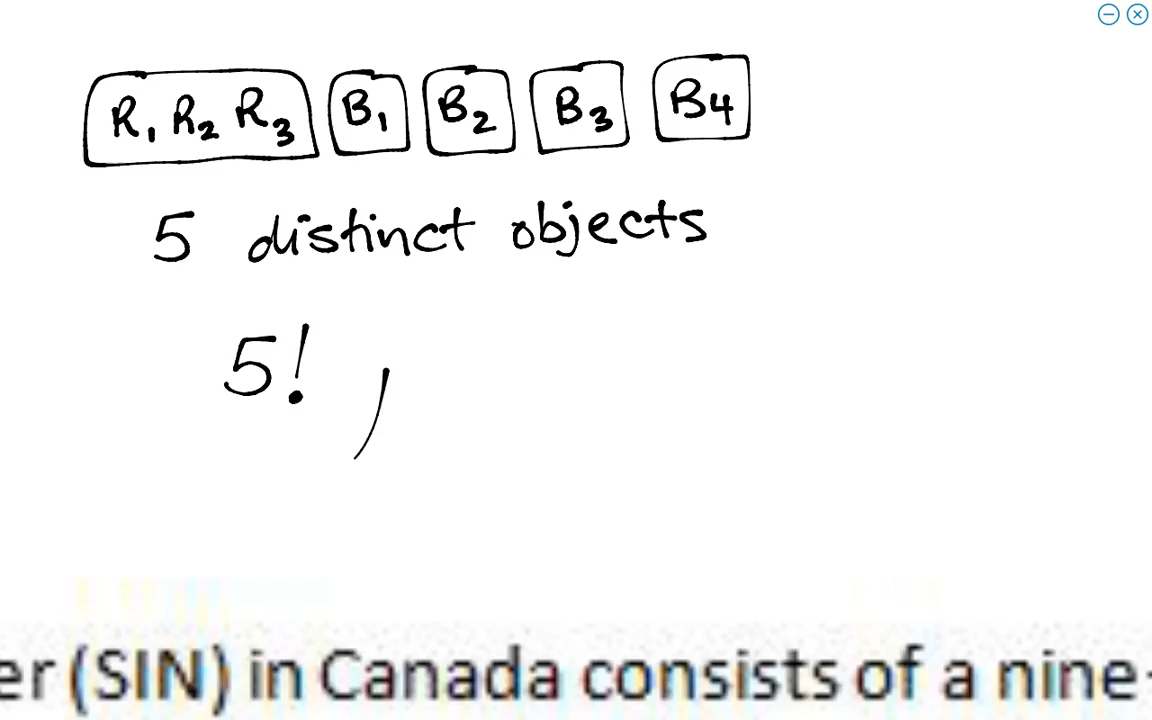 R₁ R₂ R₃ B₁ B₂ B₃ B4
5 distinct objects
5! ,
er (SIN) in Canada consists of a nine-